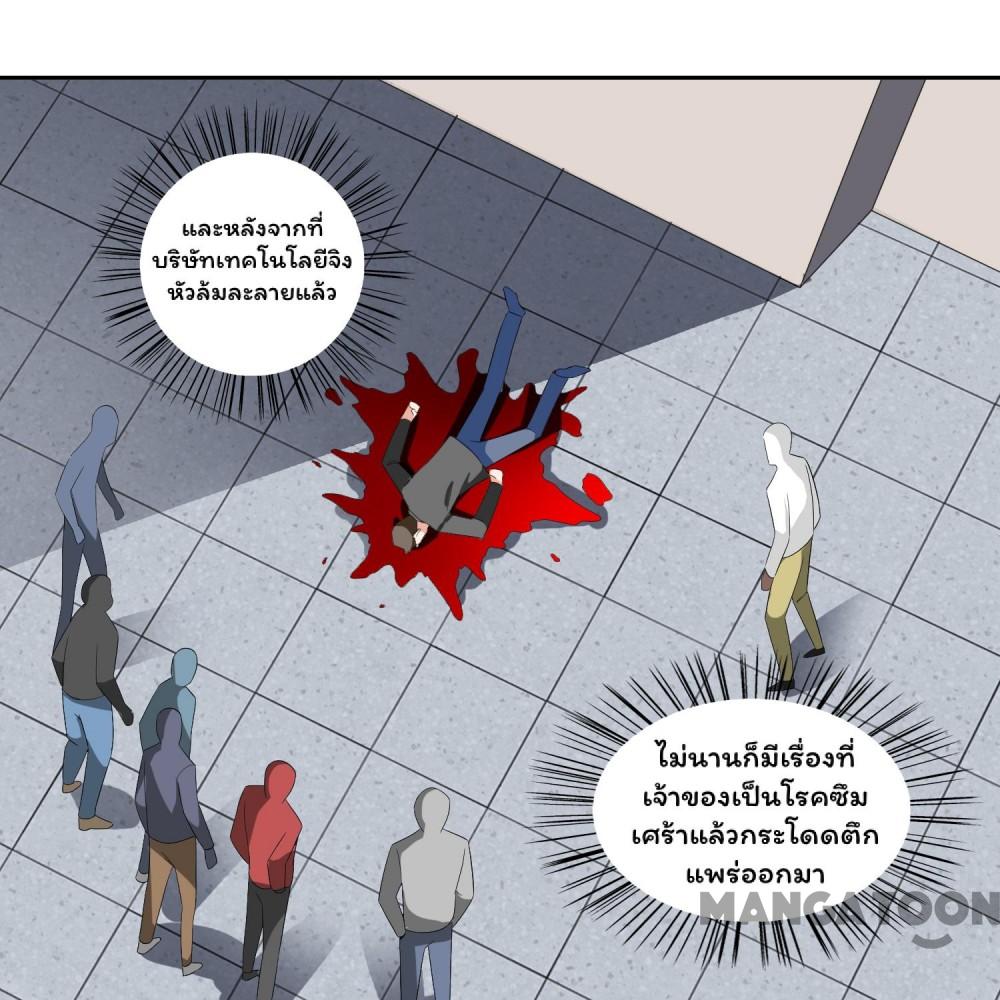 และหลังจากที่
บริษัทเทคโนโลยีจิง
หัวล้มละลายแล้ว
ไม่นานก็มีเรื่องที่
เจ้าของเป็นโรคซึม
เศร้าแล้วกระโดดตึก
แพร่ออกมา
MANGATOON